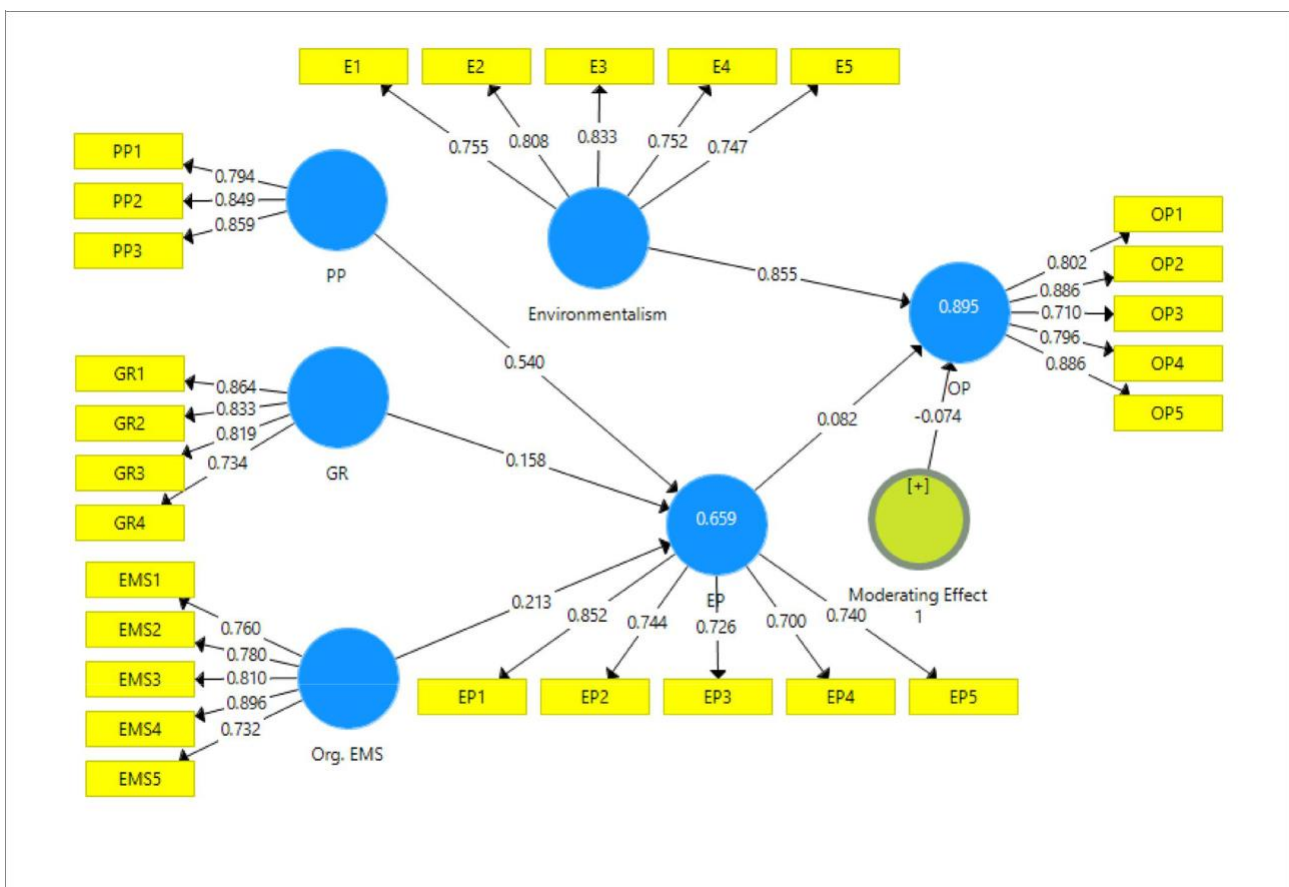 E1
E2
E3
E4
E5
0.755
0.808
0.833
0.752
0.747
PP1
PP2
PP3
0.794
0.849
0.859
PP
Environmentalism
0.855
OP1
OP2
OP3
OP4
OP5
0.802
0.886
0.710
0.796
0.886
0.895
OP
0.540
GR1
GR2
GR3
GR4
0.864
0.833
0.819
0.734
GR
0.158
0.082
-0.074
[+]
Moderating Effect
1
0.659
EP
EMS1
EMS2
EMS3
EMS4
EMS5
0.760
0.780
0.810
0.896
0.732
Org. EMS
0.213
0.852
0.744
0.726
0.700
0.740
EP1
EP2
EP3
EP4
EP5